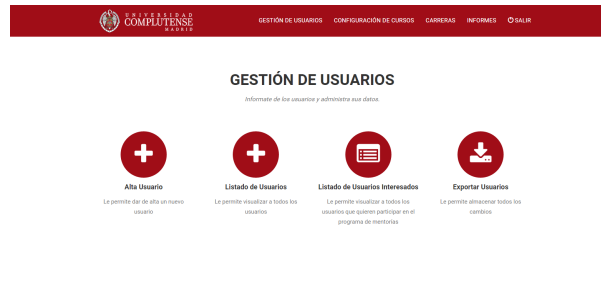 UNIVERSIDAD
COMPLUTENSE
MADRID
GESTIÓN DE USUARIOS CONFIGURACIÓN DE CURSOS CARRERAS INFORMES SALIR
GESTIÓN DE USUARIOS
Informate de los usuarios y administra sus datos.
Alta Usuario
Le permite dar de alta un nuevo
usuario
Listado de Usuarios
Le permite visualizar a todos los
usuarios
Listado de Usuarios Interesados
Le permite visualizar a todos los
usuarios que quieren participar en el
programa de mentorias
Exportar Usuarios
Le permite almacenar todos los
cambios